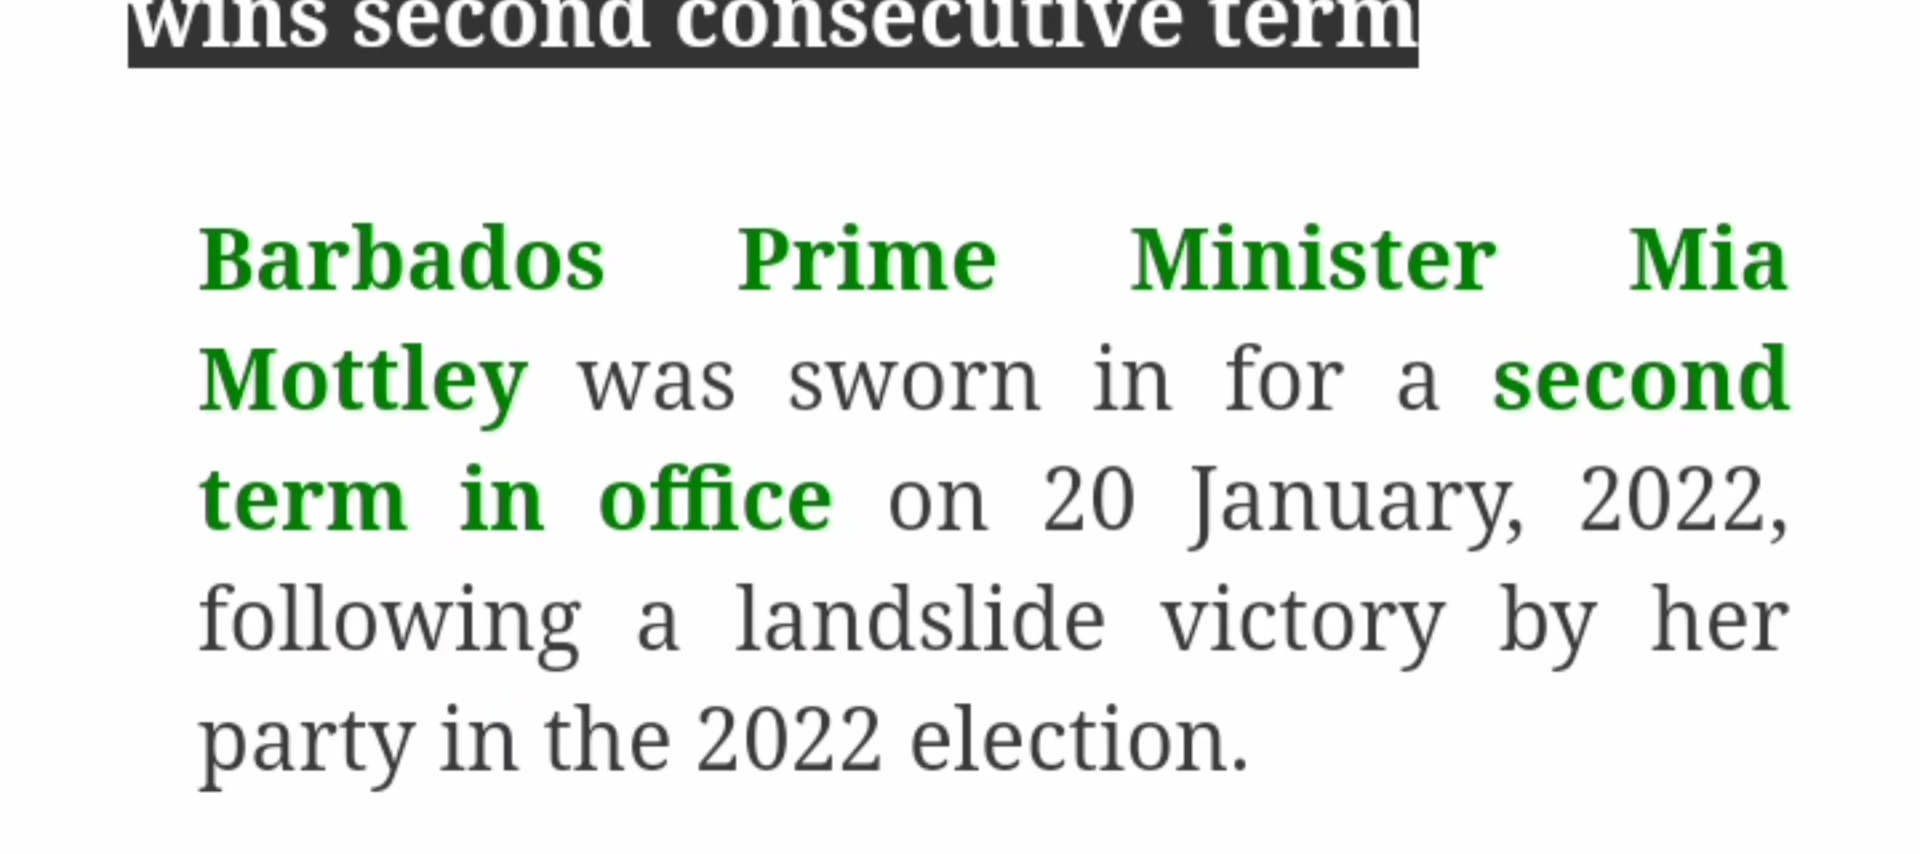 wins second consecutive term
Barbados Prime Minister Mia
Mottley was sworn in for a second
term in office on 20 January, 2022,
following a landslide victory by her
party in the 2022 election.